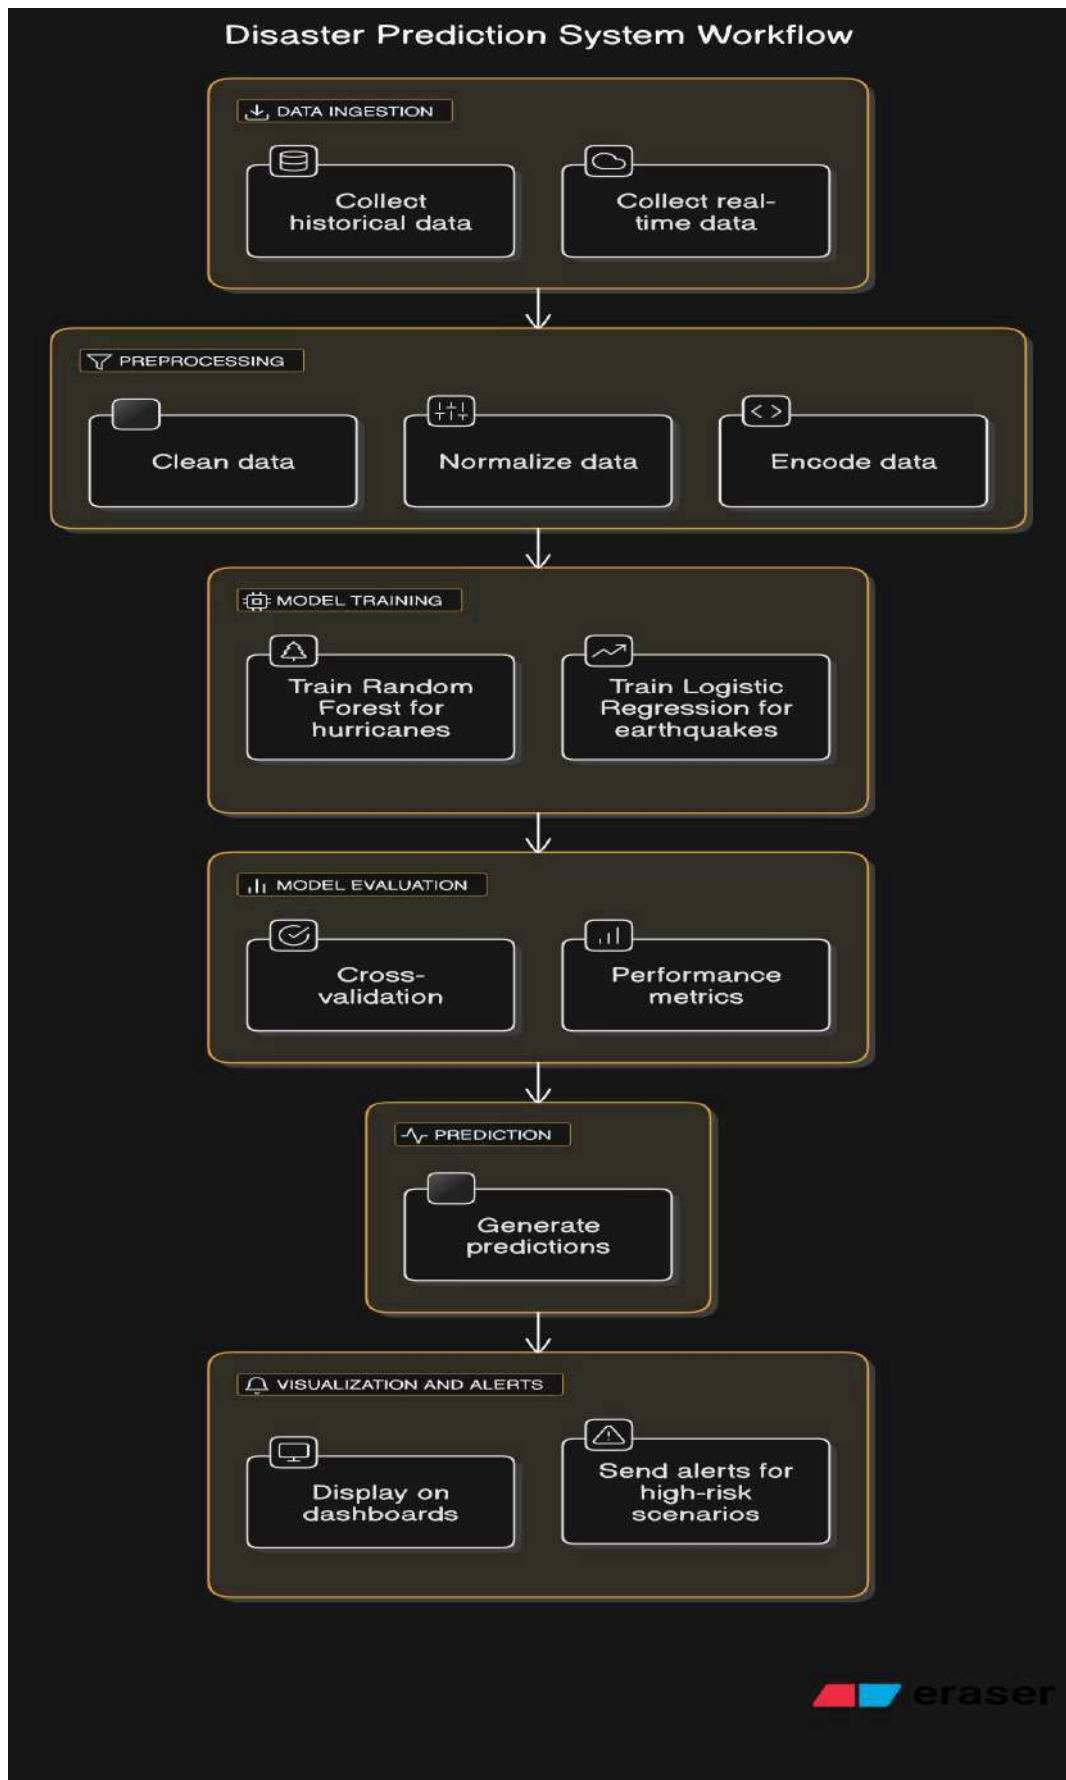 Disaster Prediction System Workflow
DATA INGESTION
Collect
historical data
Collect real-
time data
PREPROCESSING
Clean data
Normalize data
Encode data
MODEL TRAINING
Train Random
Forest for
hurricanes
Train Logistic
Regression for
earthquakes
MODEL EVALUATION
Cross-
validation
Performance
metrics
PREDICTION
Generate
predictions
VISUALIZATION AND ALERTS
Display on
dashboards
Send alerts for
high-risk
scenarios
eraser